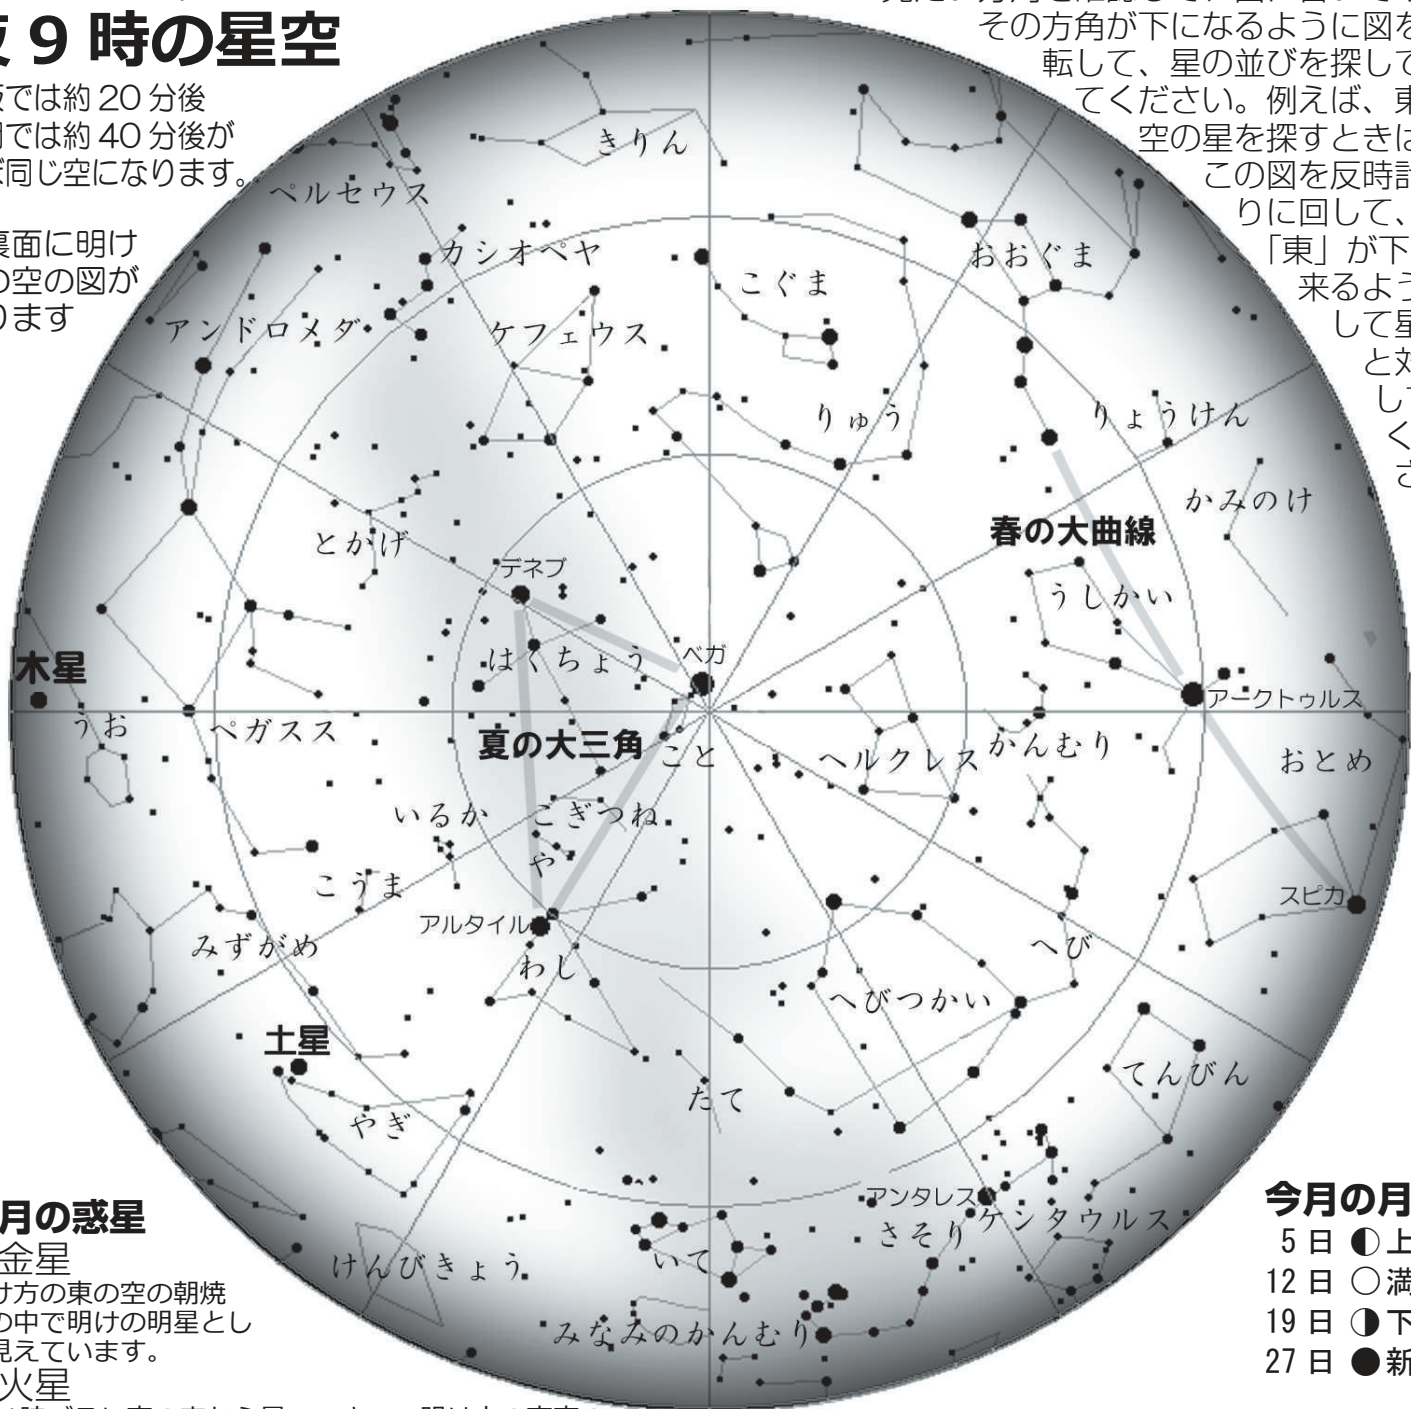 夜 9 時の星空
阪では約 20 分後
明では約 40 分後が
ぼ同じ空になります。
裏面に明け
の空の図が
ります
その方角が下になるように図を
転して、星の並びを探して
てください。例えば、東
空の星を探すときは
この図を反時計
りに回して、
「東」が下
来るよう
して星
と対
して
く
さ
きりん
ペルセウス
カシオペヤ
こぐま
おおぐま
アンドロメダ
ケフェウス
りゅう
りょうけん
かみのけ
とかげ
春の大曲線
デネブ
うしかい
はくちょう
ベガ
木星
うお
ペガスス
夏の大三角
こと
ヘルクレス
かんむり
アークトゥルス
おとめ
いるか
こぎつね
や
こうま
スピカ
アルタイル
みずがめ
わし
へび
へびつかい
土星
やぎ
たて
てんびん
アンタレス
さそり
ケンタウルス
けんびきょう
いて
みなみのかんむり
月の惑星
金星
け方の東の空の朝焼
の中で明けの明星とし
見えています。
火星
今月の月
5 日 ◐上
12 日 ○満
19 日 ◑下
27 日 ●新